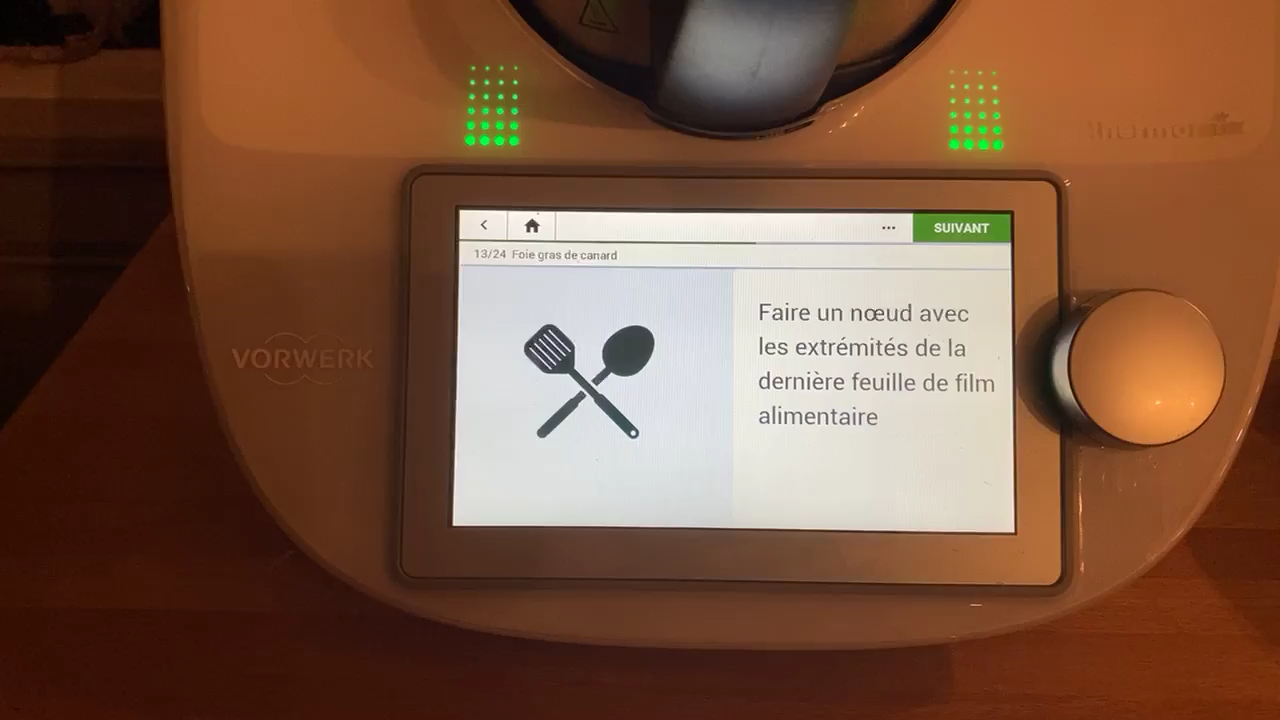 thermomix
SUIVANT
13/24 Foie gras de canard
Faire un nœud avec
les extrémités de la
dernière feuille de film
alimentaire
VORWERK